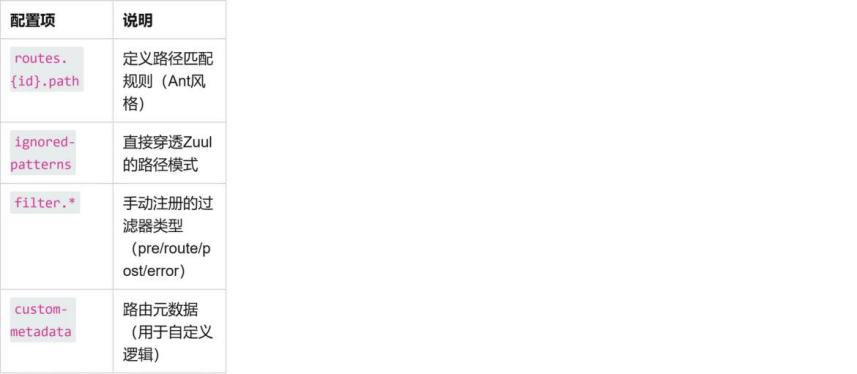 配置项 说明
routes. 定义路径匹配
{id}.path 规则（Ant风
格）
ignored- 直接穿透Zuul
patterns 的路径模式
filter.* 手动注册的过
滤器类型
（pre/route/p
ost/error）
custom- 路由元数据
metadata （用于自定义
逻辑）